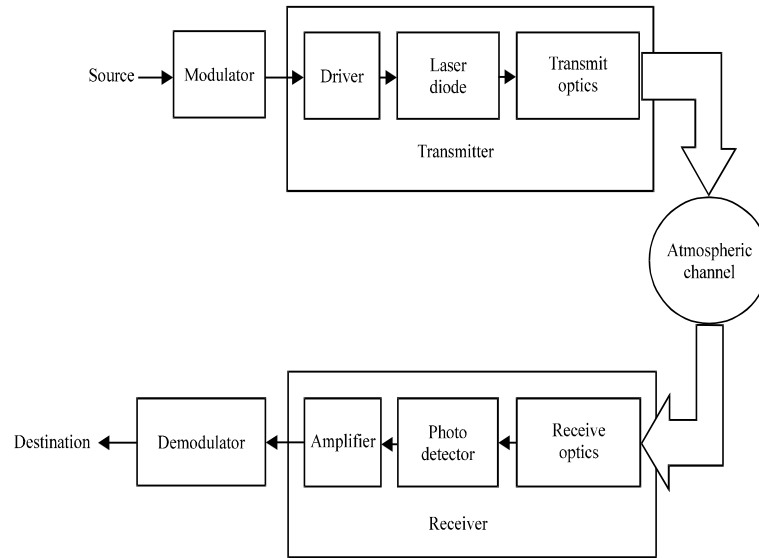 Source
Modulator
Driver
Laser
diode
Transmit
optics
Transmitter
Atmospheric
channel
Destination
Demodulator
Amplifier
Photo
detector
Receive
optics
Receiver